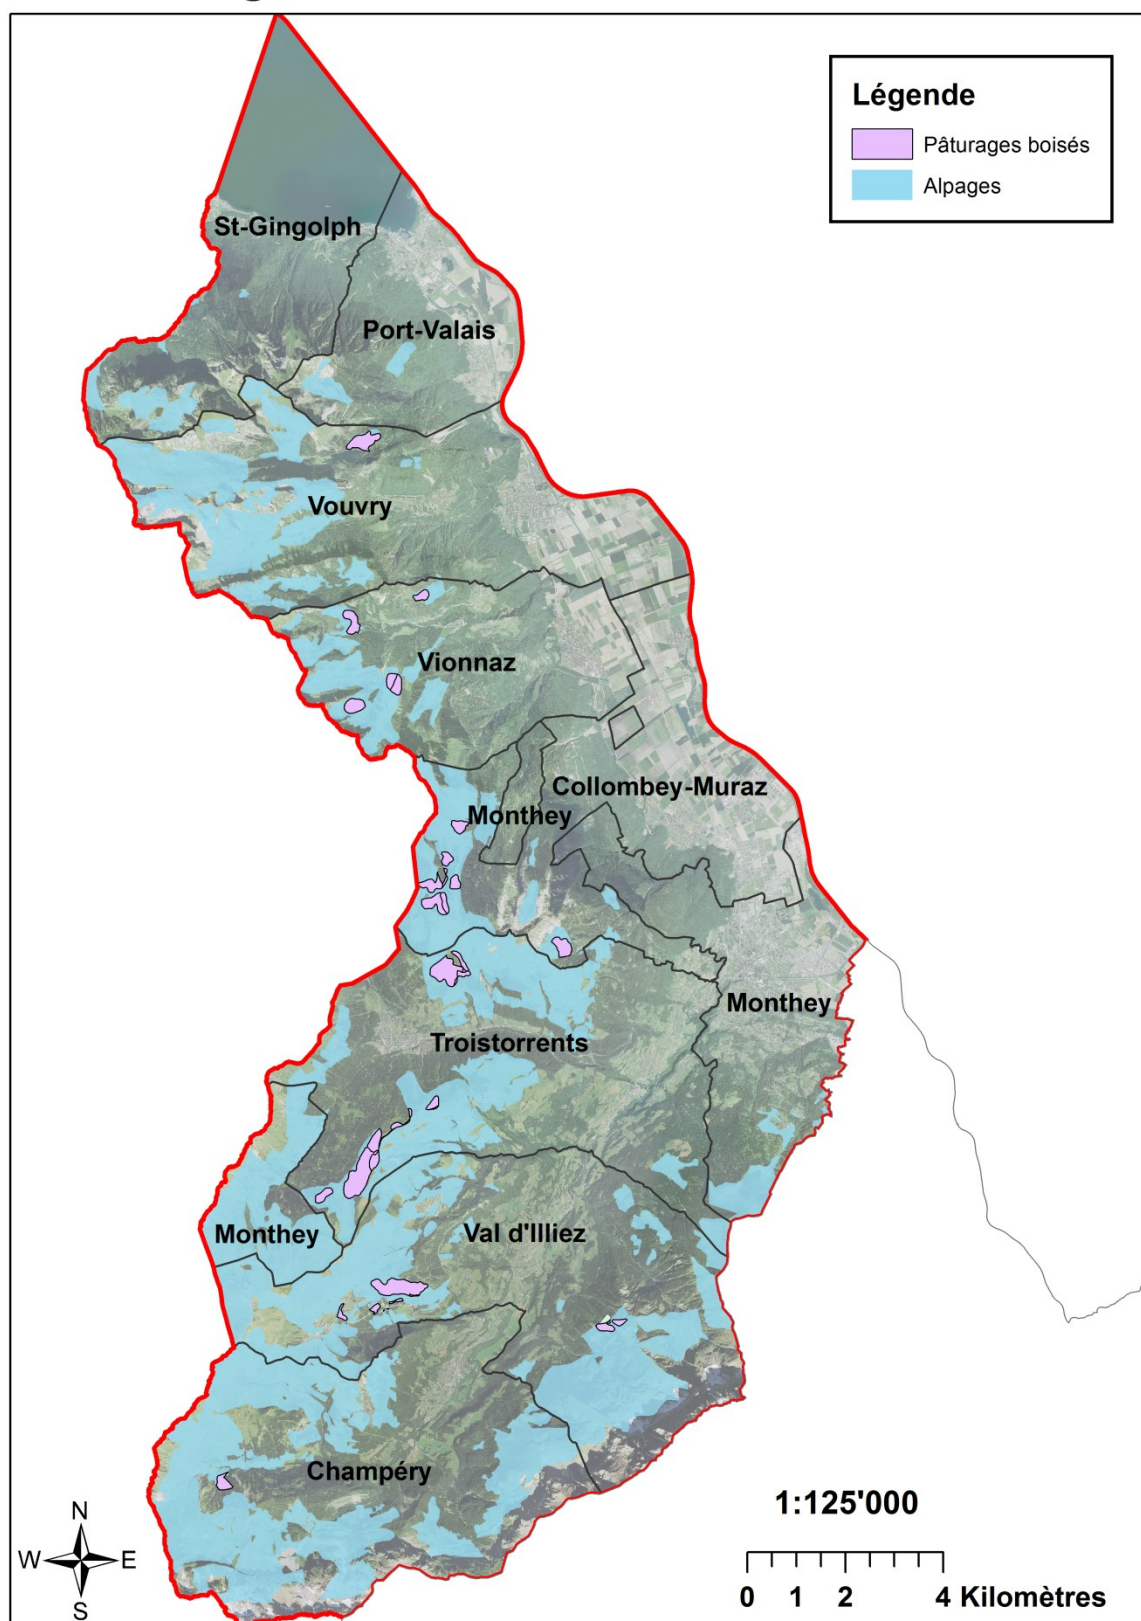 Légende
Pâturages boisés
Alpages
St-Gingolph
Port-Valais
Vouvry
Vionnaz
Collombey-Muraz
Monthey
Monthey
Troistorrents
Monthey
Val d'Illiez
Champéry
1:125'000
N
W E
S
0 1 2 4 Kilomètres